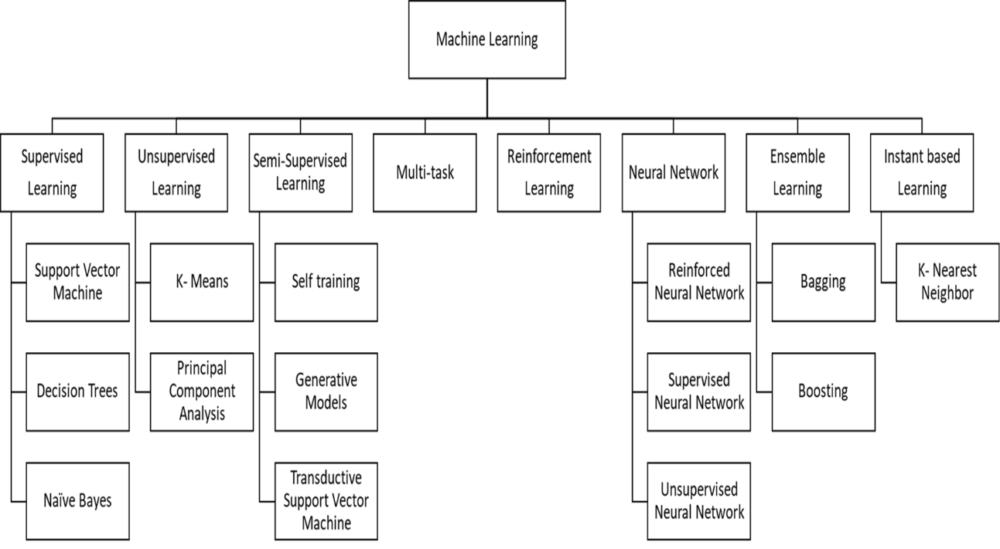 Machine Learning
Supervised
Learning
Unsupervised
Learning
Semi-Supervised
Learning
Multi-task
Reinforcement
Learning
Neural Network
Ensemble
Learning
Instant based
Learning
Support Vector
Machine
K- Means
Self training
Reinforced
Neural Network
Bagging
K- Nearest
Neighbor
Decision Trees
Principal
Component
Analysis
Generative
Models
Supervised
Neural Network
Boosting
Naïve Bayes
Transductive
Support Vector
Machine
Unsupervised
Neural Network